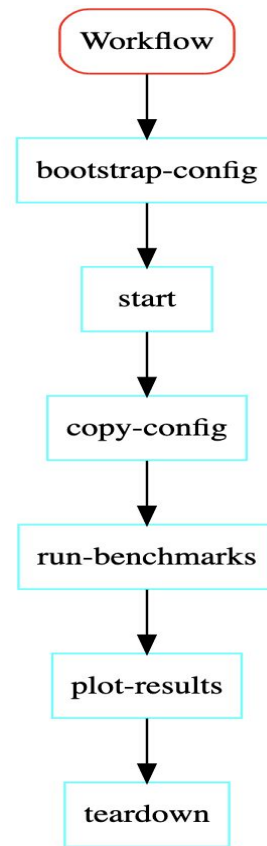 Workflow
bootstrap-config
start
copy-config
run-benchmarks
plot-results
teardown